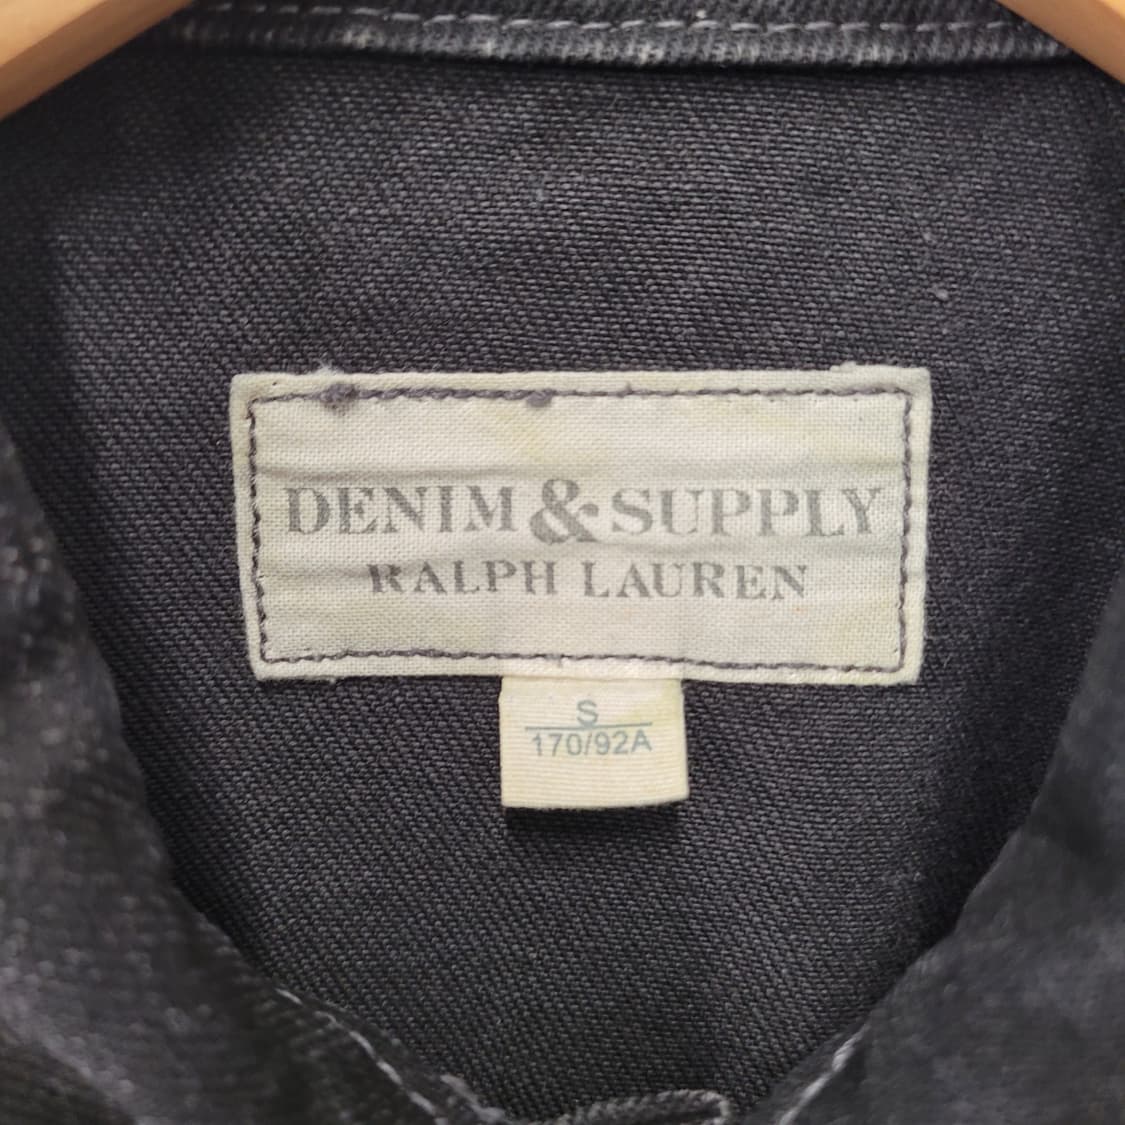 DENIM & SUPPLY
RALPH LAUREN
S
170/92A